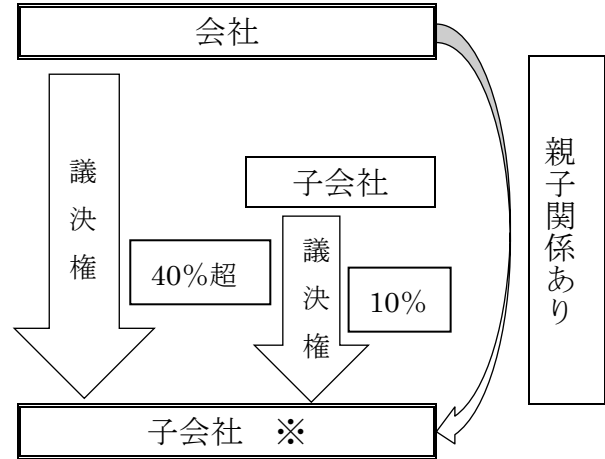 会社
議決権
40%超
子会社
議決権
10%
親子関係あり
子会社　※